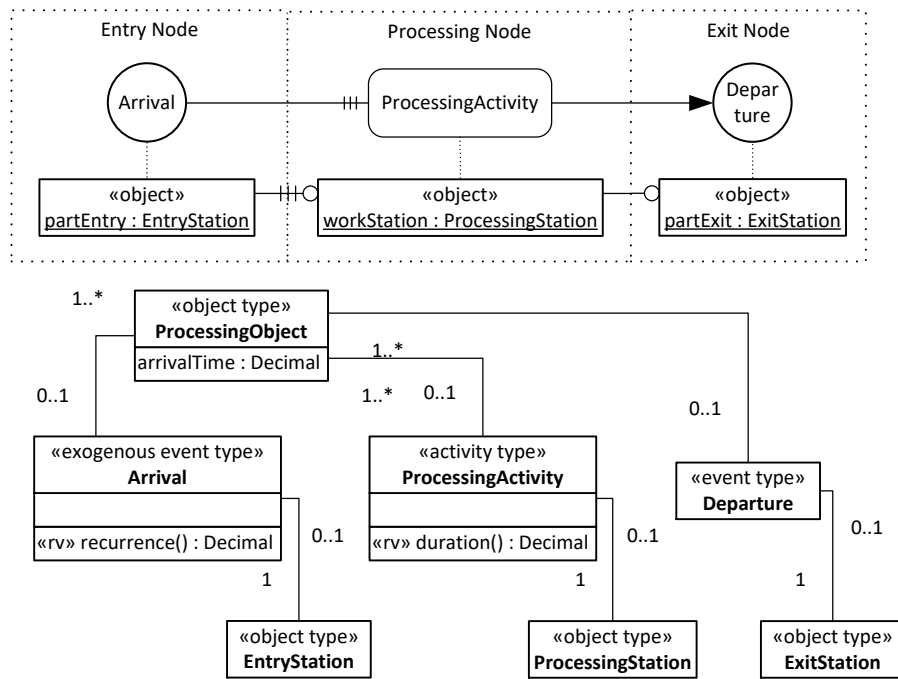 Entry Node
Processing Node
Exit Node
Arrival
ProcessingActivity
Depar
ture
«object»
partEntry : EntryStation
«object»
workStation : ProcessingStation
«object»
partExit : ExitStation
1..*
«object type»
ProcessingObject
arrivalTime : Decimal
1..*
0..1
1..*
0..1
0..1
«exogenous event type»
Arrival
«rv» recurrence() : Decimal
«activity type»
ProcessingActivity
«rv» duration() : Decimal
«event type»
Departure
0..1
0..1
0..1
1
1
1
«object type»
EntryStation
«object type»
ProcessingStation
«object type»
ExitStation